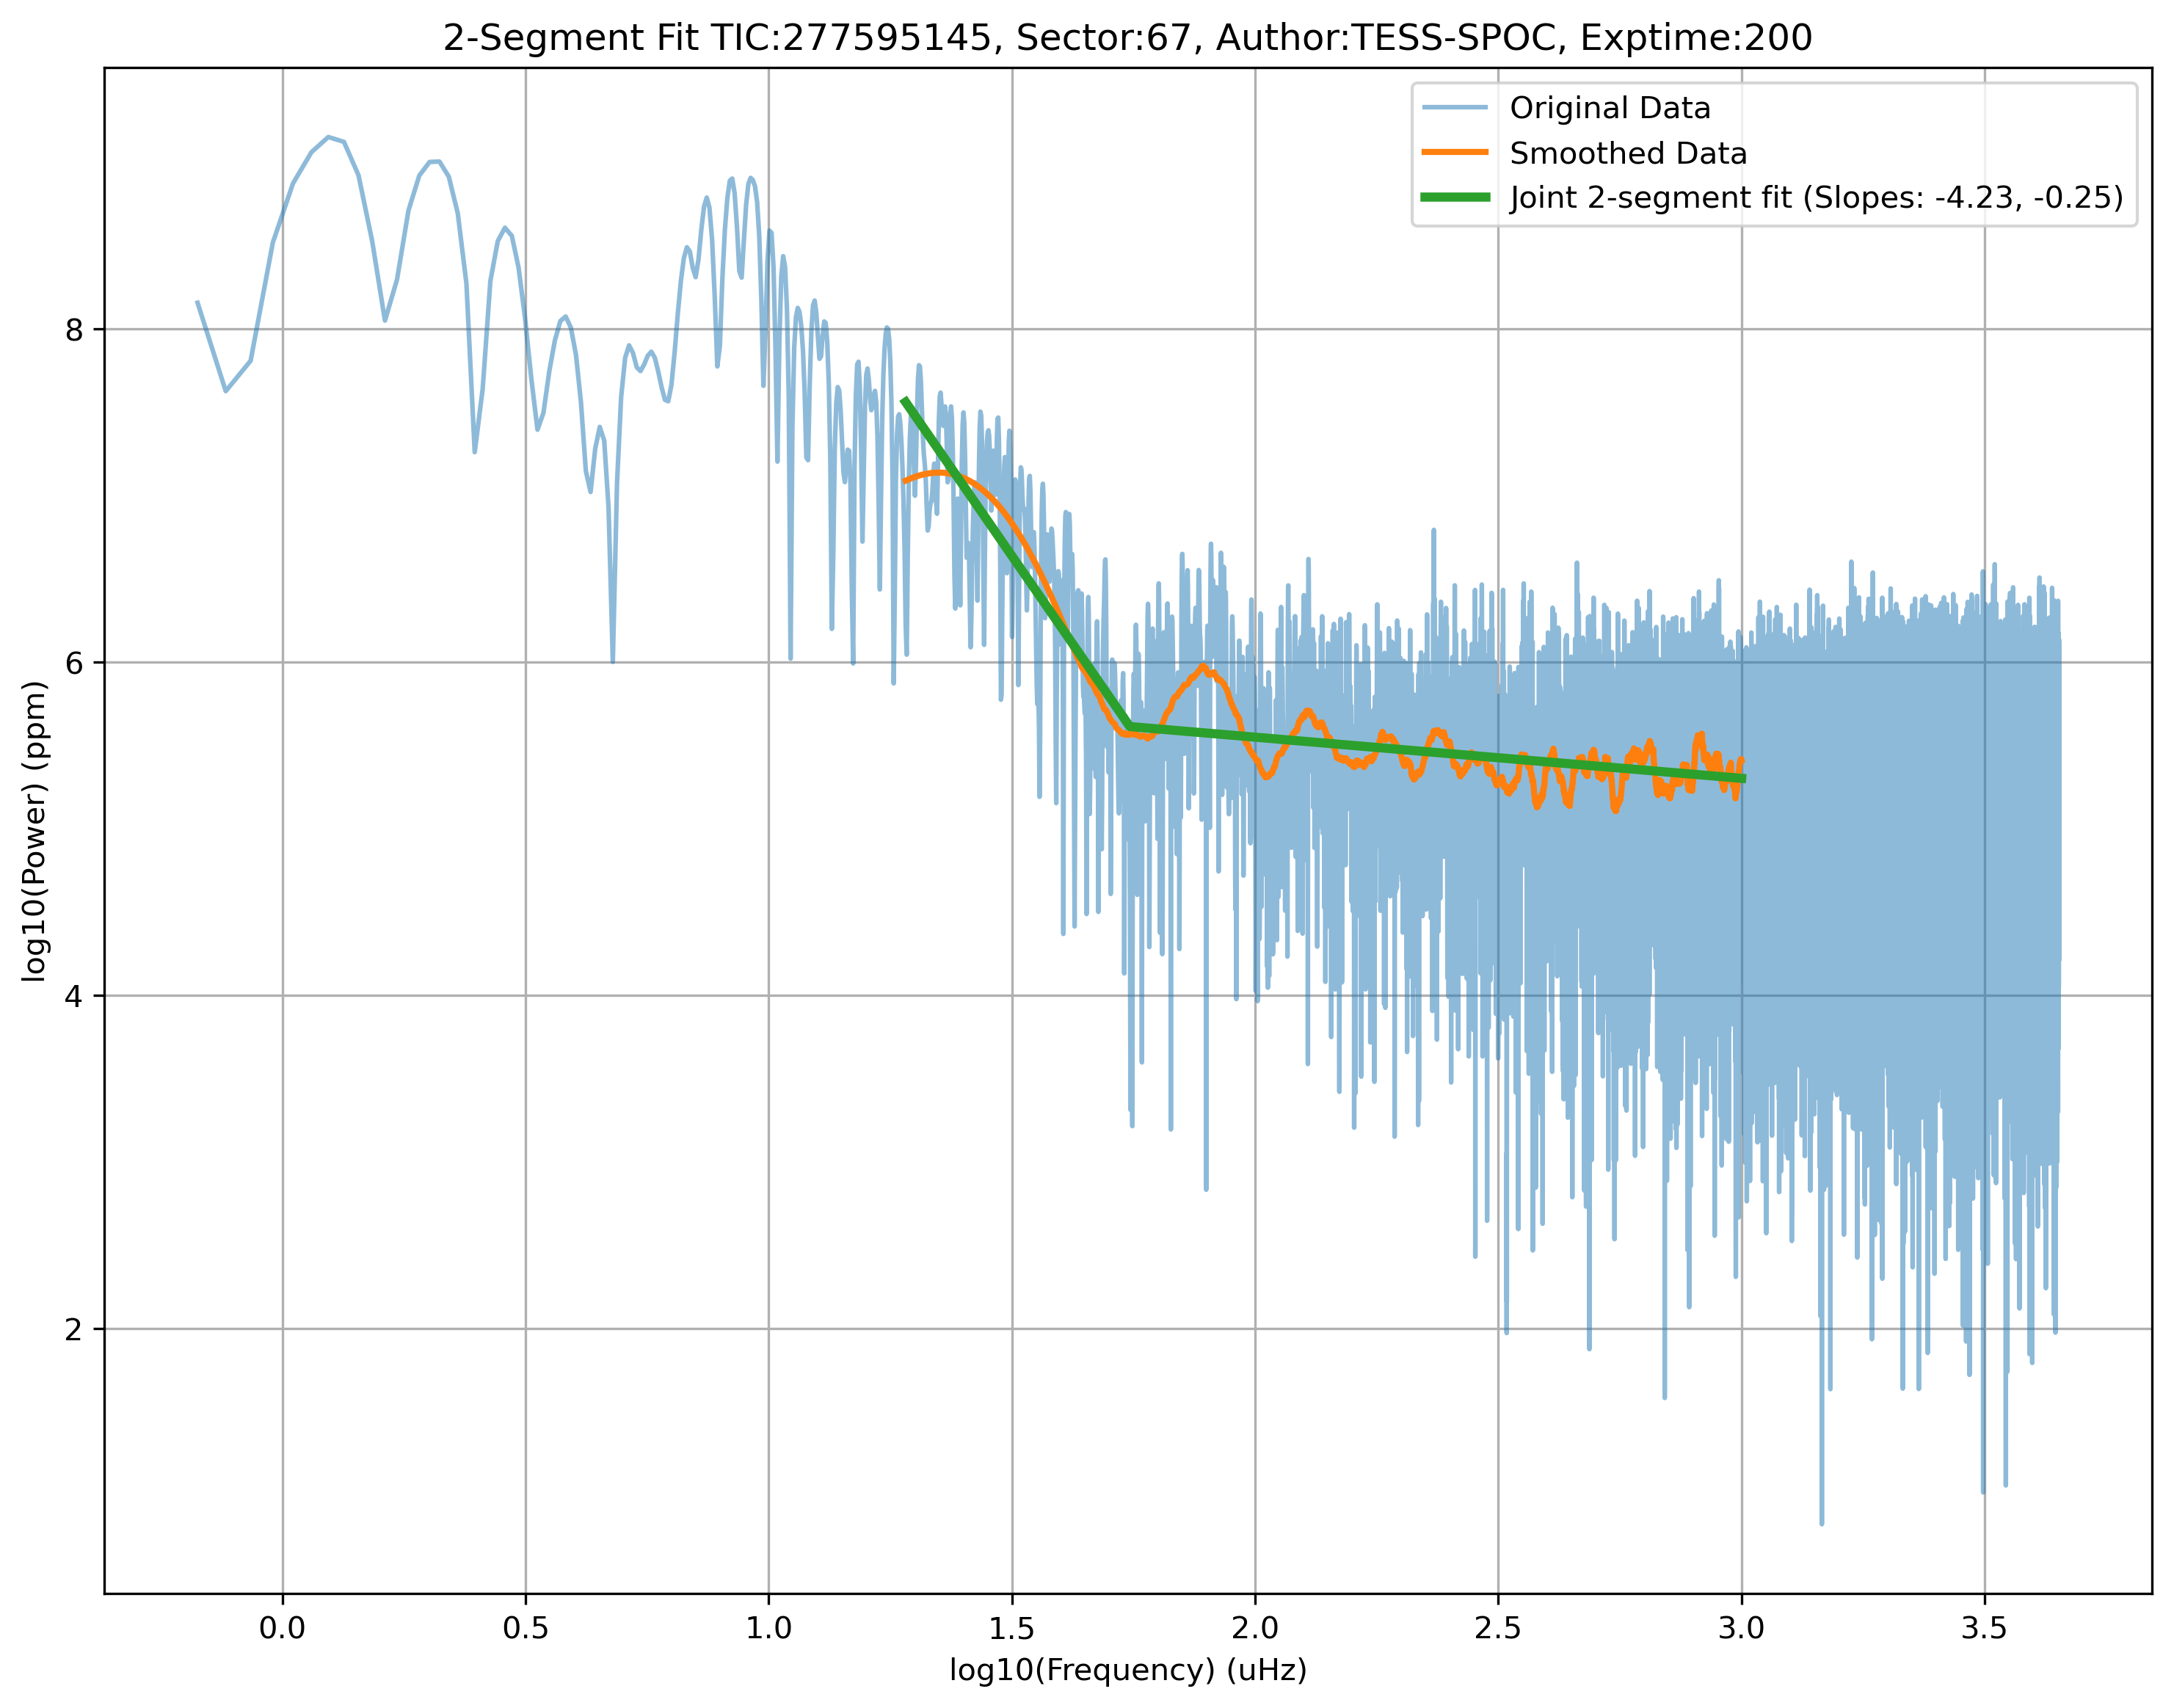 2-Segment Fit TIC:277595145, Sector:67, Author:TESS-SPOC, Exptime:200
Original Data
Smoothed Data
Joint 2-segment fit (Slopes: -4.23, -0.25)
log10(Power) (ppm)
8
6
4
2
0.0 0.5 1.0 1.5 2.0 2.5 3.0 3.5
log10(Frequency) (uHz)